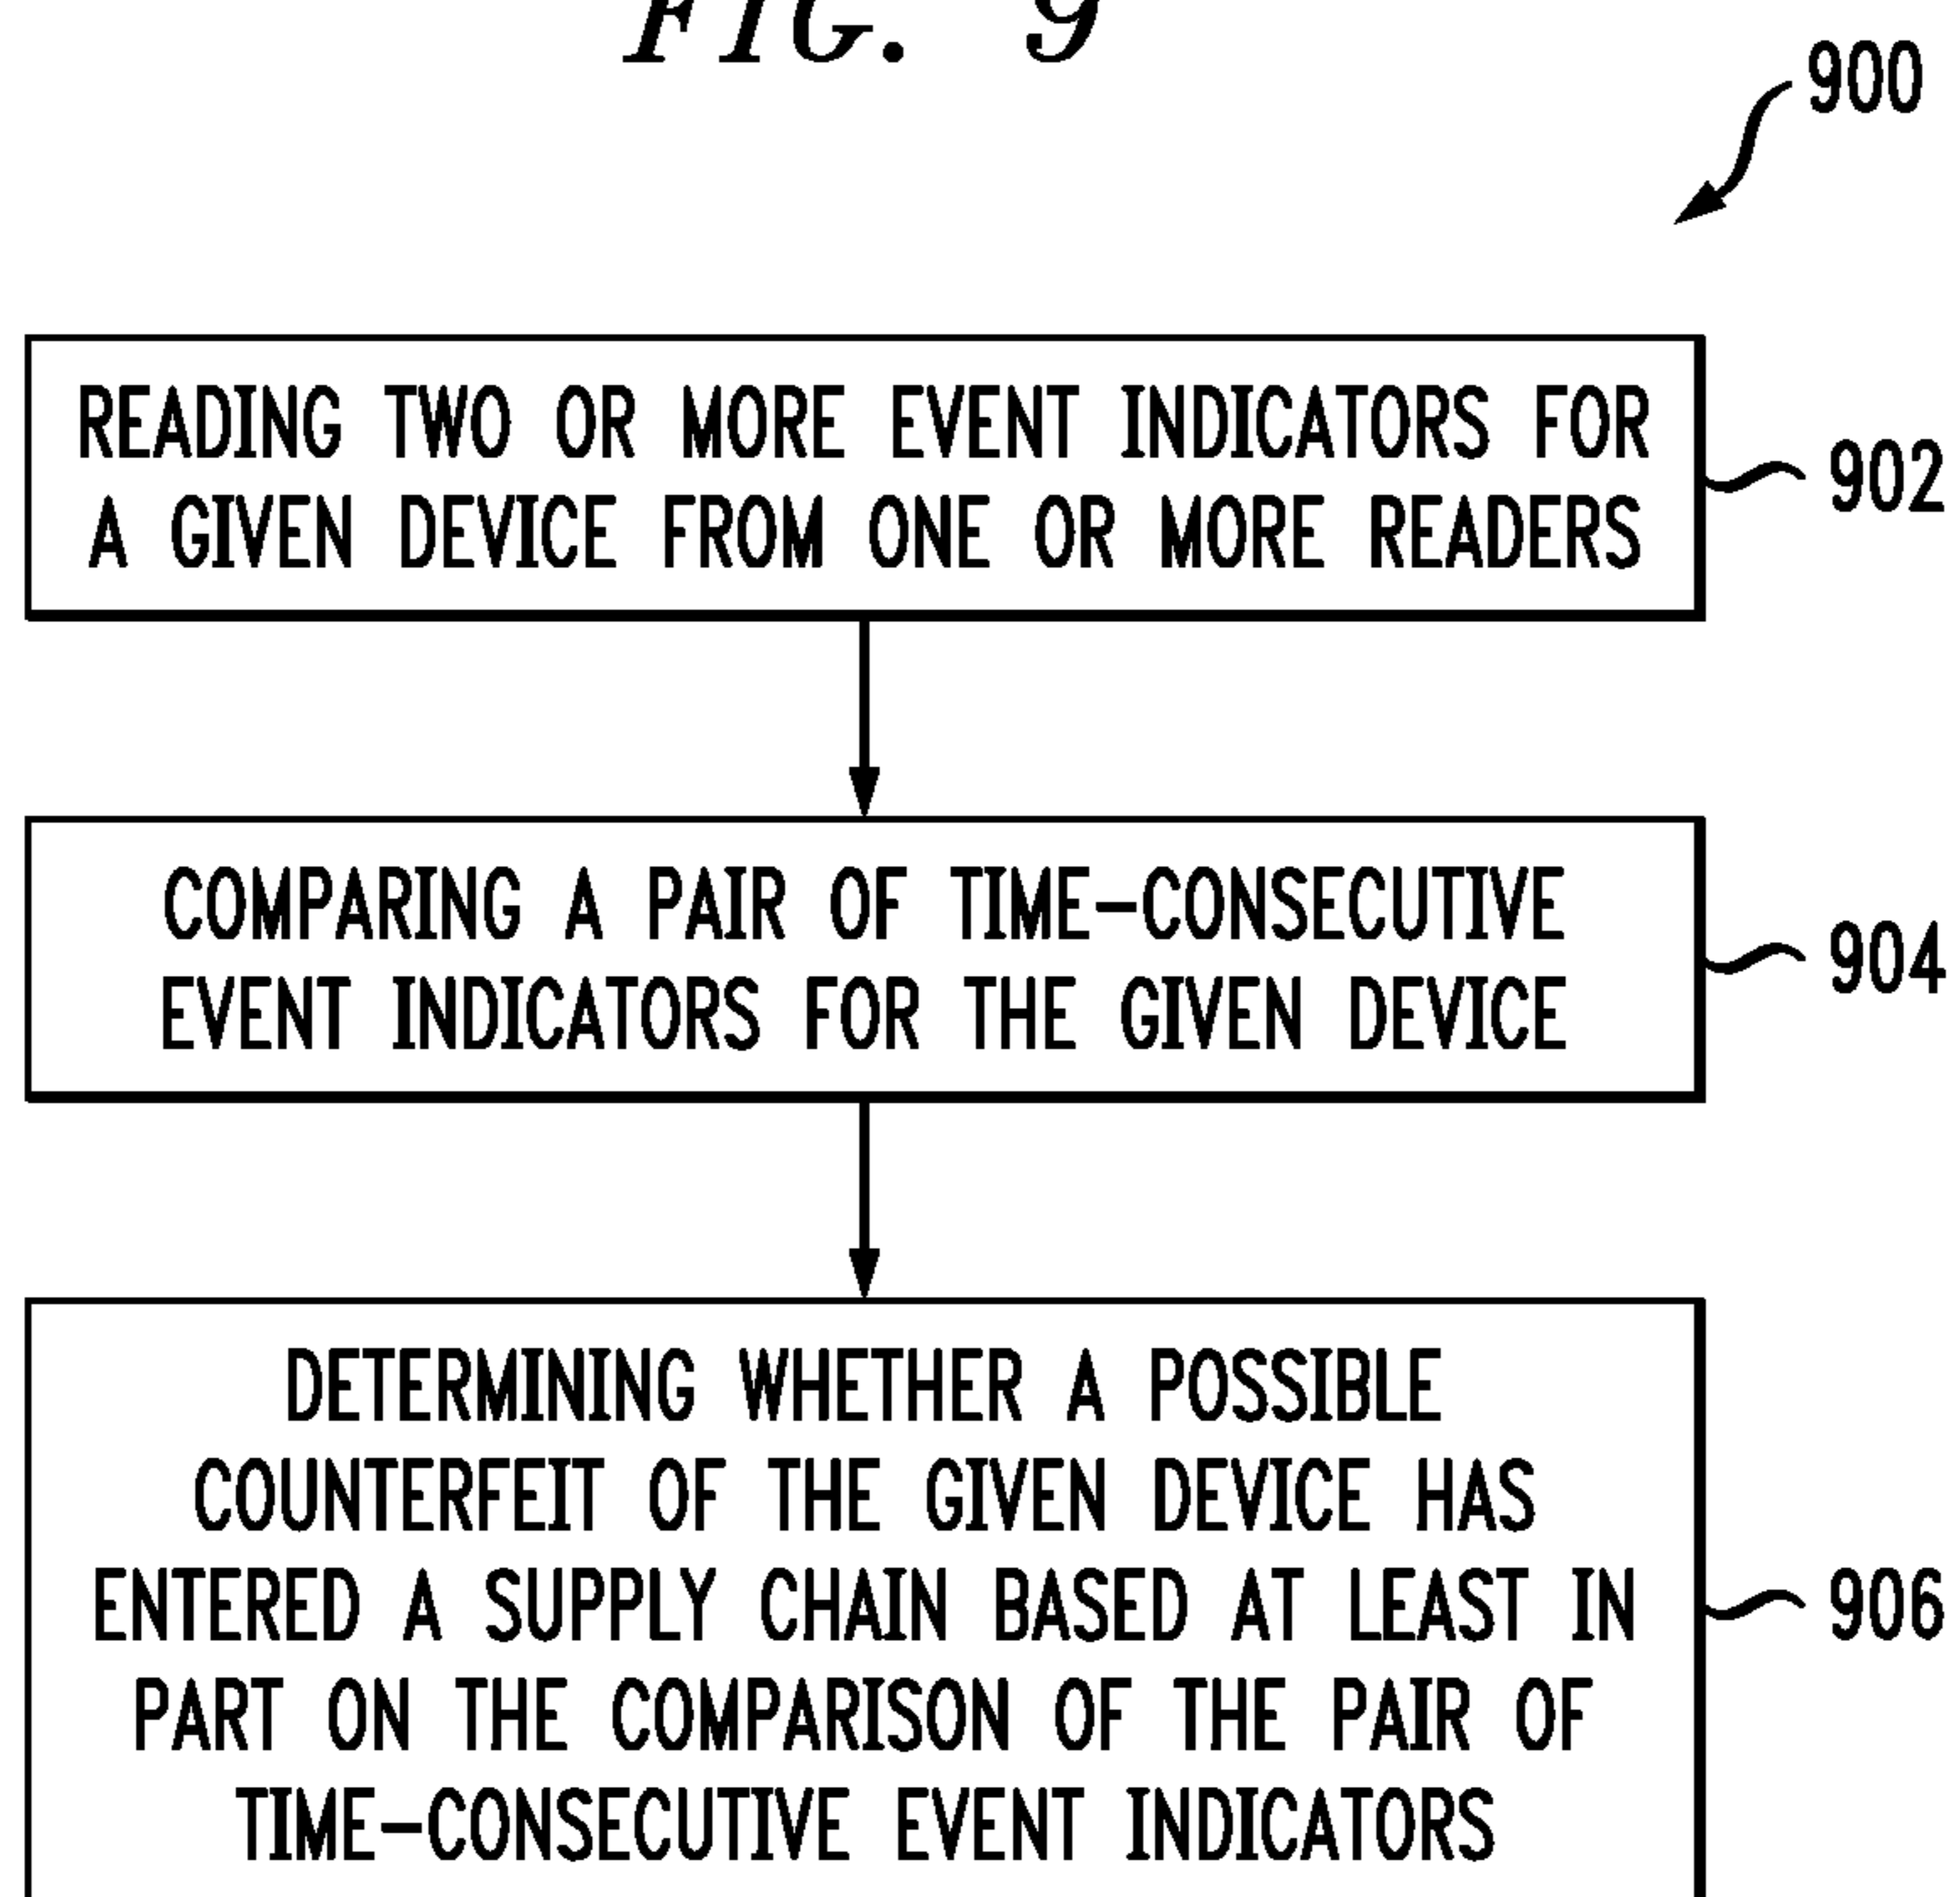 FIG. 9
900
READING TWO OR MORE EVENT INDICATORS FOR
A GIVEN DEVICE FROM ONE OR MORE READERS
902
COMPARING A PAIR OF TIME-CONSECUTIVE
EVENT INDICATORS FOR THE GIVEN DEVICE
904
DETERMINING WHETHER A POSSIBLE
COUNTERFEIT OF THE GIVEN DEVICE HAS
ENTERED A SUPPLY CHAIN BASED AT LEAST IN
PART ON THE COMPARISON OF THE PAIR OF
TIME-CONSECUTIVE EVENT INDICATORS
906